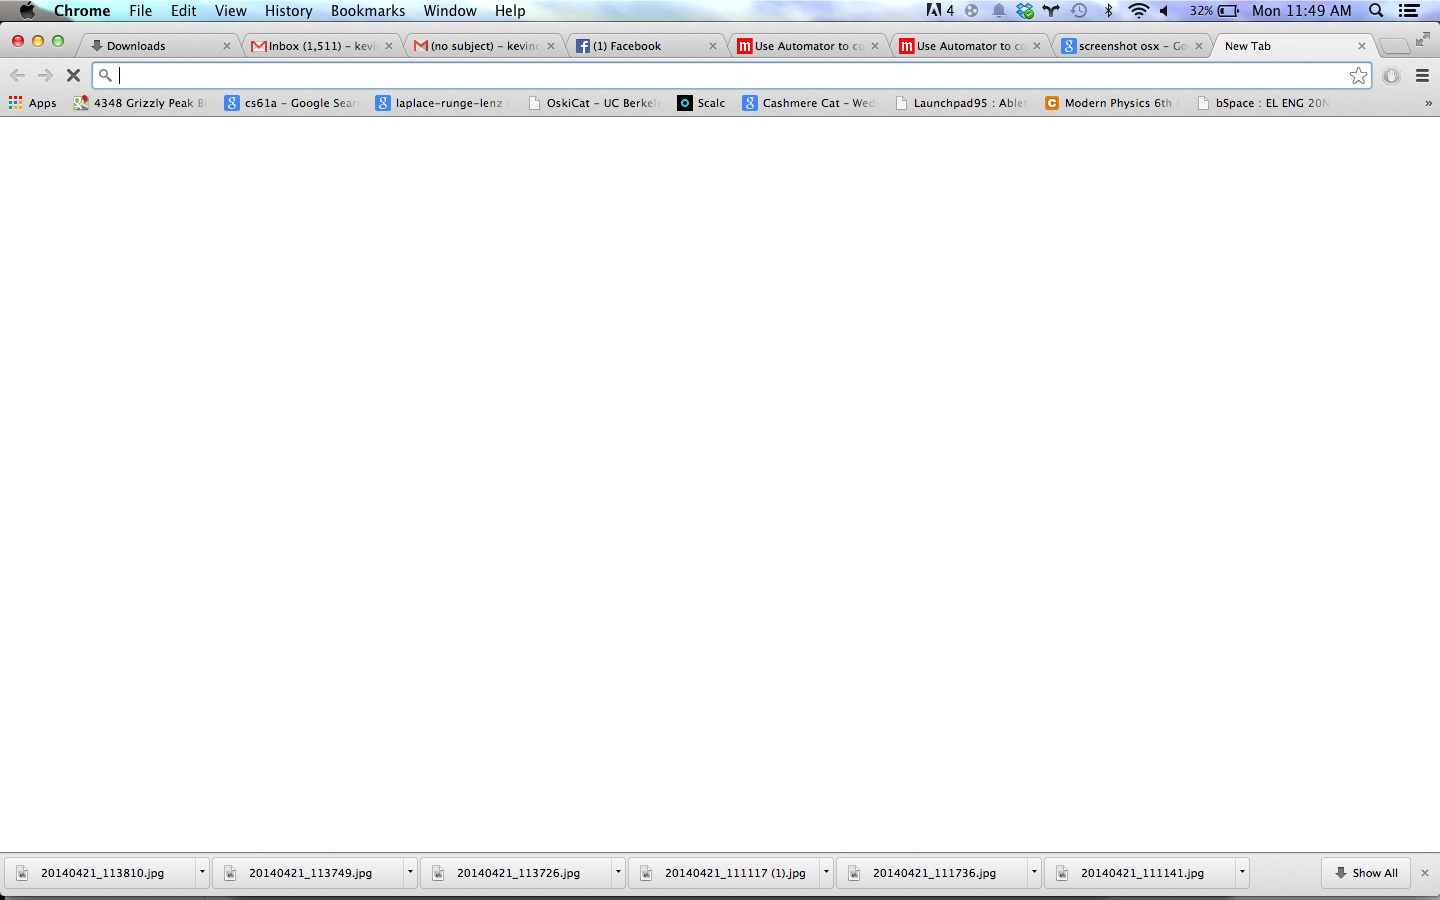 Chrome File Edit View History Bookmarks Window Help 4 32% Mon 11:49 AM
Downloads Inbox (1,511) – kevin (no subject) – kevinc (1) Facebook Use Automator to co Use Automator to co screenshot osx – Go New Tab
Apps 4348 Grizzly Peak Bl cs61a – Google Sear laplace-runge-lenz OskiCat – UC Berkele Scalc Cashmere Cat – Wed Launchpad95 : Ablet Modern Physics 6th bSpace : EL ENG 20N »
20140421_113810.jpg 20140421_113749.jpg 20140421_113726.jpg 20140421_111117 (1).jpg 20140421_111736.jpg 20140421_111141.jpg Show All